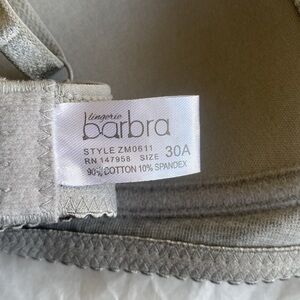 lingerie
barbra
STYLE ZM0611
RN 147958 SIZE 30A
90% COTTON 10% SPANDEX